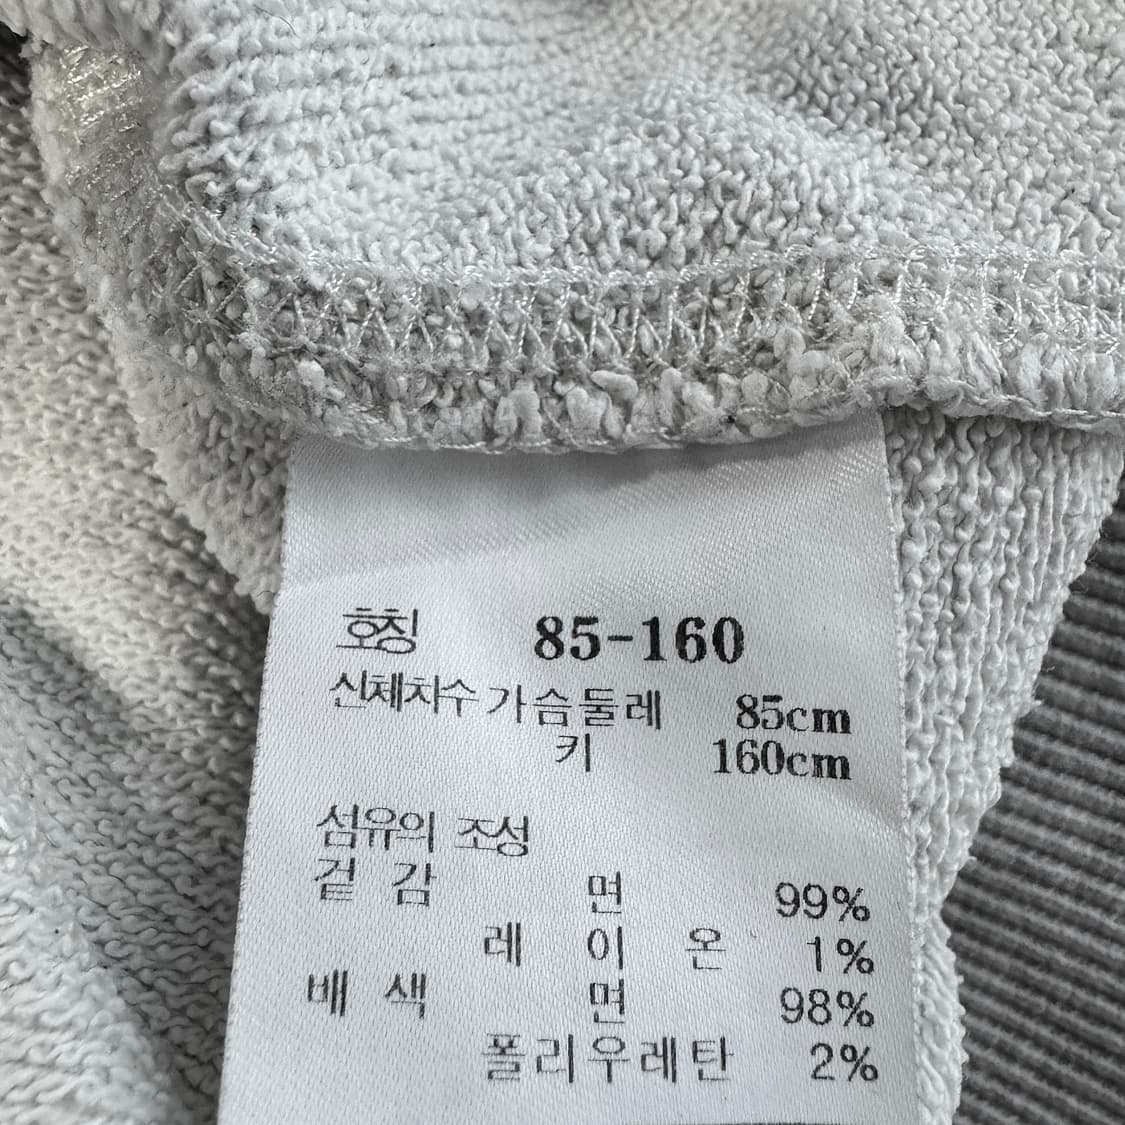 호칭 85-160
신체치수 가슴둘레 85cm
키 160cm
섬유의 조성
겉 감 면 99%
레 이 온 1%
배 색 면 98%
폴리우레탄 2%